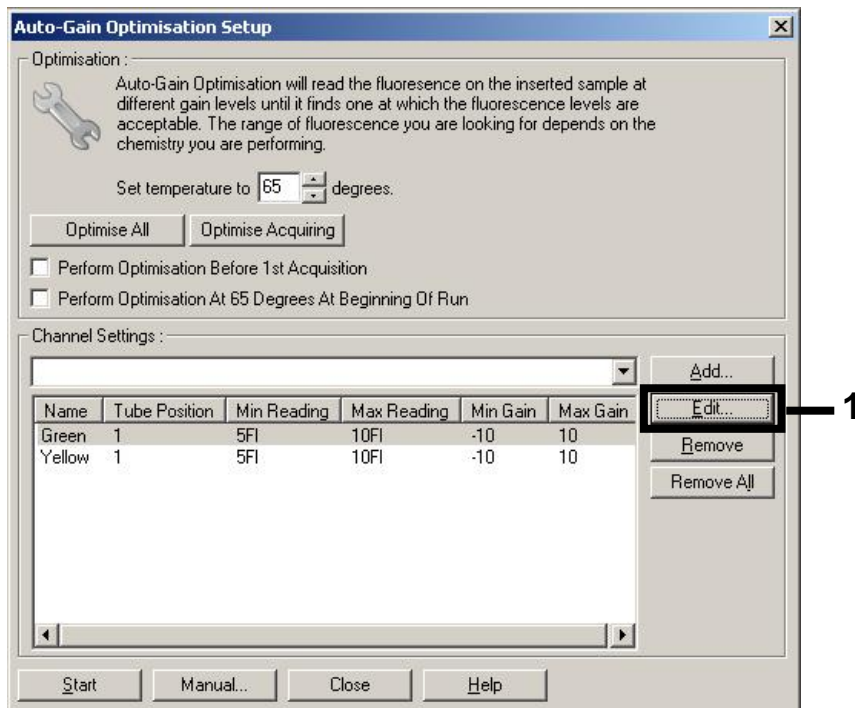 Auto-Gain Optimisation Setup
Optimisation :
Auto-Gain Optimisation will read the fluoresence on the inserted sample at
different gain levels until it finds one at which the fluorescence levels are
acceptable. The range of fluorescence you are looking for depends on the
chemistry you are performing.
Set temperature to 65 degrees.
Optimise All Optimise Acquiring
Perform Optimisation Before 1st Acquisition
Perform Optimisation At 65 Degrees At Beginning Of Run
Channel Settings :
Add...
Name Tube Position Min Reading Max Reading Min Gain Max Gain Edit... 1
Green 1 5Fl 10Fl -10 10
Yellow 1 5Fl 10Fl -10 10 Remove
Remove All
Start Manual... Close Help